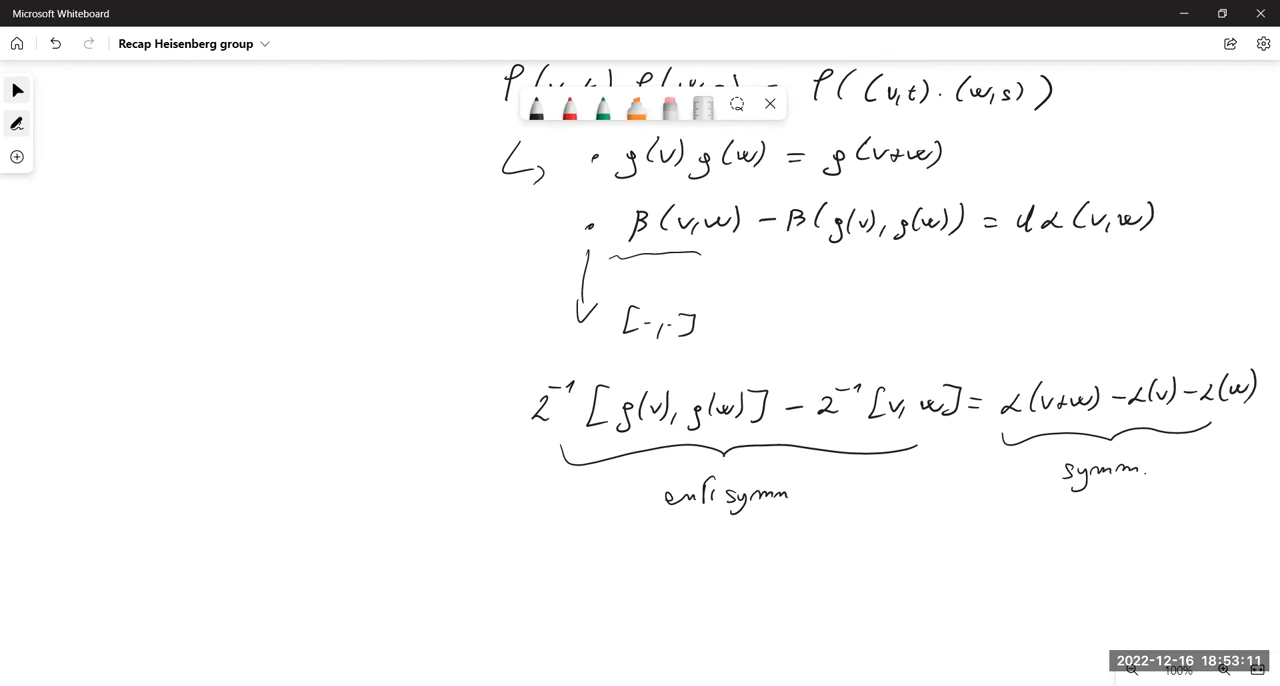 Microsoft Whiteboard
Recap Heisenberg group
ρ((v,t)·(w,s))
↳ • g(v) g(w) = g(v+w)
• β(v,w) − β(g(v), g(w)) = dα(v,w)
[-,-]
2⁻¹ [g(v), g(w)] − 2⁻¹ [v, w] = α(v+w) − α(v) − α(w)
antisymm
symm.
2022-12-16 18:53:11
100%